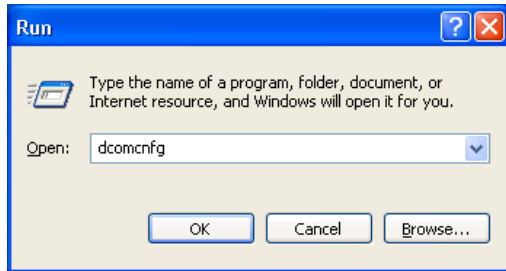 Run
Type the name of a program, folder, document, or
Internet resource, and Windows will open it for you.
Open: dcomcnfg
OK Cancel Browse...